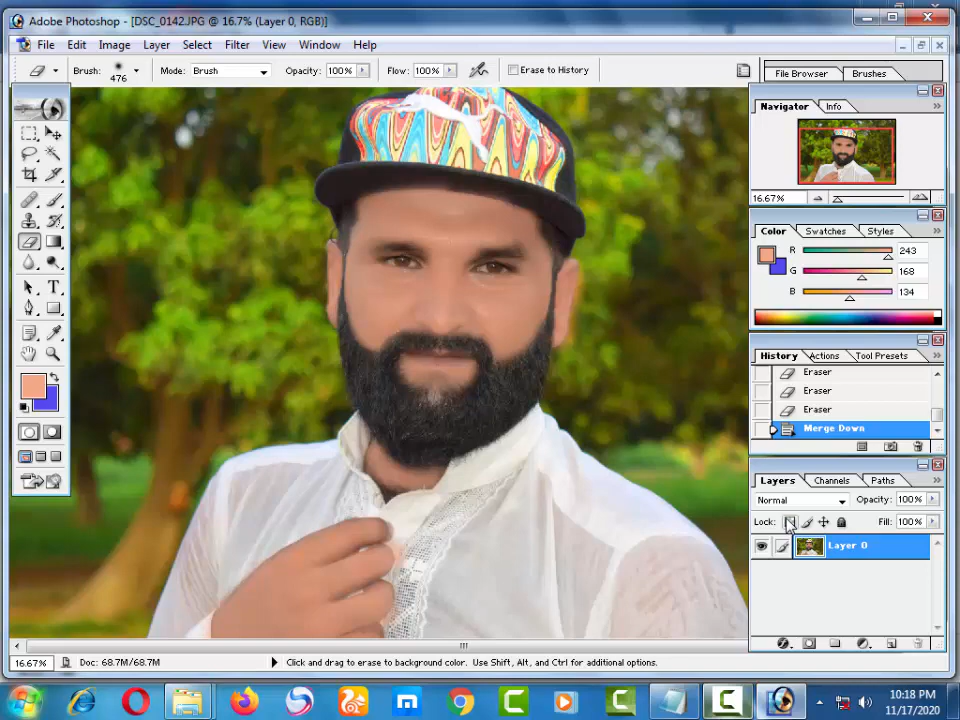 Adobe Photoshop - [DSC_0142.JPG @ 16.7% (Layer 0, RGB)]
File Edit Image Layer Select Filter View Window Help
Brush: 476 Mode: Brush Opacity: 100% Flow: 100% Erase to History File Browser Brushes
Navigator Info
16.67%
Color Swatches Styles
R 243
G 168
B 134
History Actions Tool Presets
Eraser
Eraser
Eraser
Merge Down
Layers Channels Paths
Normal Opacity: 100%
Lock: Fill: 100%
Layer 0
T
16.67% Doc: 68.7M/68.7M Click and drag to erase to background color. Use Shift, Alt, and Ctrl for additional options.
10:18 PM
11/17/2020